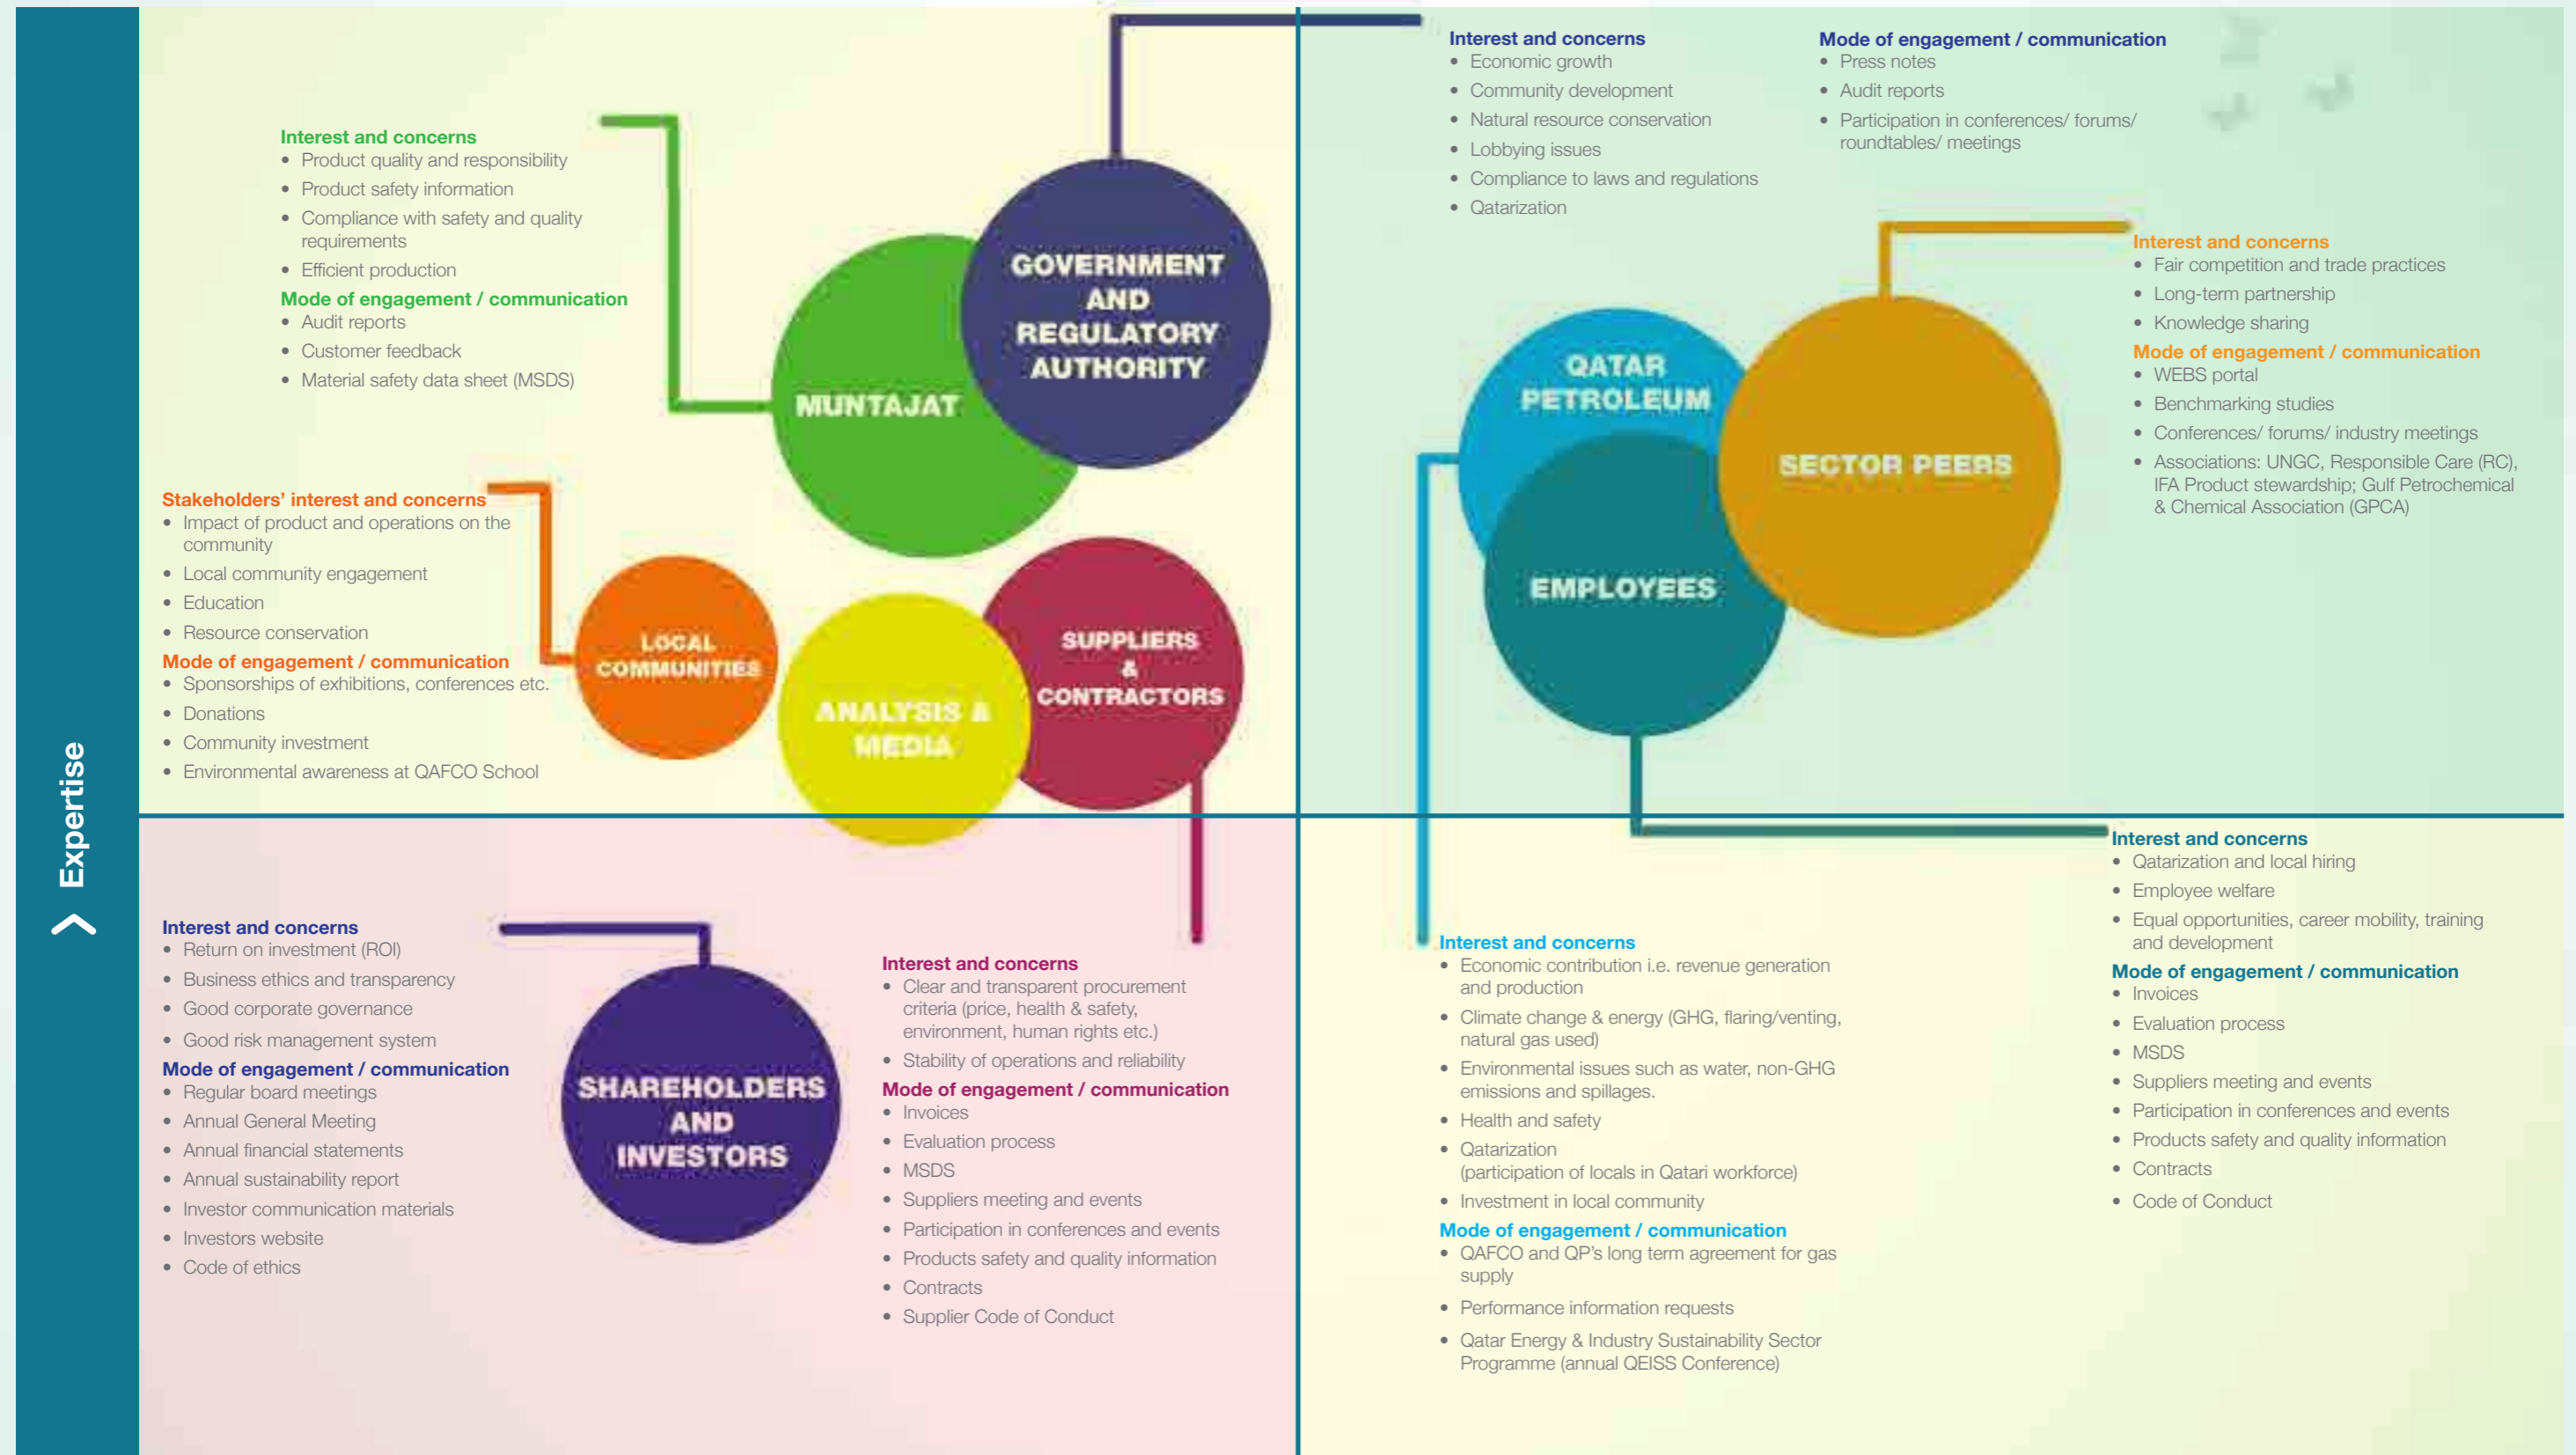 Expertise
Interest and concerns
• Product quality and responsibility
• Product safety information
• Compliance with safety and quality
requirements
• Efficient production
Mode of engagement / communication
• Audit reports
• Customer feedback
• Material safety data sheet (MSDS)
MUNTAJAT
GOVERNMENT
AND
REGULATORY
AUTHORITY
Interest and concerns
• Economic growth
• Community development
• Natural resource conservation
• Lobbying issues
• Compliance to laws and regulations
• Qatarization
Mode of engagement / communication
• Press notes
• Audit reports
• Participation in conferences/ forums/
roundtables/ meetings
Stakeholders' interest and concerns
• Impact of product and operations on the
community
• Local community engagement
• Education
• Resource conservation
Mode of engagement / communication
• Sponsorships of exhibitions, conferences etc.
• Donations
• Community investment
• Environmental awareness at QAFCO School
LOCAL
COMMUNITIES
ANALYSIS &
MEDIA
SUPPLIERS
&
CONTRACTORS
QATAR
PETROLEUM
EMPLOYEES
SECTOR PEERS
Interest and concerns
• Fair competition and trade practices
• Long-term partnership
• Knowledge sharing
Mode of engagement / communication
• WEBS portal
• Benchmarking studies
• Conferences/ forums/ industry meetings
• Associations: UNGC, Responsible Care (RC),
IFA Product stewardship; Gulf Petrochemical
& Chemical Association (GPCA)
Interest and concerns
• Return on investment (ROI)
• Business ethics and transparency
• Good corporate governance
• Good risk management system
Mode of engagement / communication
• Regular board meetings
• Annual General Meeting
• Annual financial statements
• Annual sustainability report
• Investor communication materials
• Investors website
• Code of ethics
SHAREHOLDERS
AND
INVESTORS
Interest and concerns
• Clear and transparent procurement
criteria (price, health & safety,
environment, human rights etc.)
• Stability of operations and reliability
Mode of engagement / communication
• Invoices
• Evaluation process
• MSDS
• Suppliers meeting and events
• Participation in conferences and events
• Products safety and quality information
• Contracts
• Supplier Code of Conduct
Interest and concerns
• Economic contribution i.e. revenue generation
and production
• Climate change & energy (GHG, flaring/venting,
natural gas used)
• Environmental issues such as water, non-GHG
emissions and spillages.
• Health and safety
• Qatarization
(participation of locals in Qatari workforce)
• Investment in local community
Mode of engagement / communication
• QAFCO and QP's long term agreement for gas
supply
• Performance information requests
• Qatar Energy & Industry Sustainability Sector
Programme (annual QEISS Conference)
Interest and concerns
• Qatarization and local hiring
• Employee welfare
• Equal opportunities, career mobility, training
and development
Mode of engagement / communication
• Invoices
• Evaluation process
• MSDS
• Suppliers meeting and events
• Participation in conferences and events
• Products safety and quality information
• Contracts
• Code of Conduct